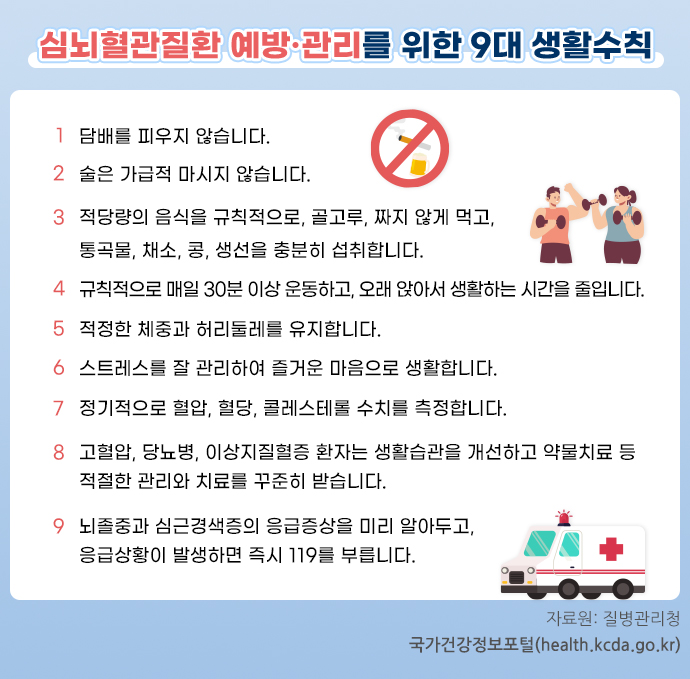 심뇌혈관질환 예방·관리를 위한 9대 생활수칙
1 담배를 피우지 않습니다.
2 술은 가급적 마시지 않습니다.
3 적당량의 음식을 규칙적으로, 골고루, 짜지 않게 먹고,
통곡물, 채소, 콩, 생선을 충분히 섭취합니다.
4 규칙적으로 매일 30분 이상 운동하고, 오래 앉아서 생활하는 시간을 줄입니다.
5 적정한 체중과 허리둘레를 유지합니다.
6 스트레스를 잘 관리하여 즐거운 마음으로 생활합니다.
7 정기적으로 혈압, 혈당, 콜레스테롤 수치를 측정합니다.
8 고혈압, 당뇨병, 이상지질혈증 환자는 생활습관을 개선하고 약물치료 등
적절한 관리와 치료를 꾸준히 받습니다.
9 뇌졸중과 심근경색증의 응급증상을 미리 알아두고,
응급상황이 발생하면 즉시 119를 부릅니다.
자료원: 질병관리청
국가건강정보포털(health.kcda.go.kr)